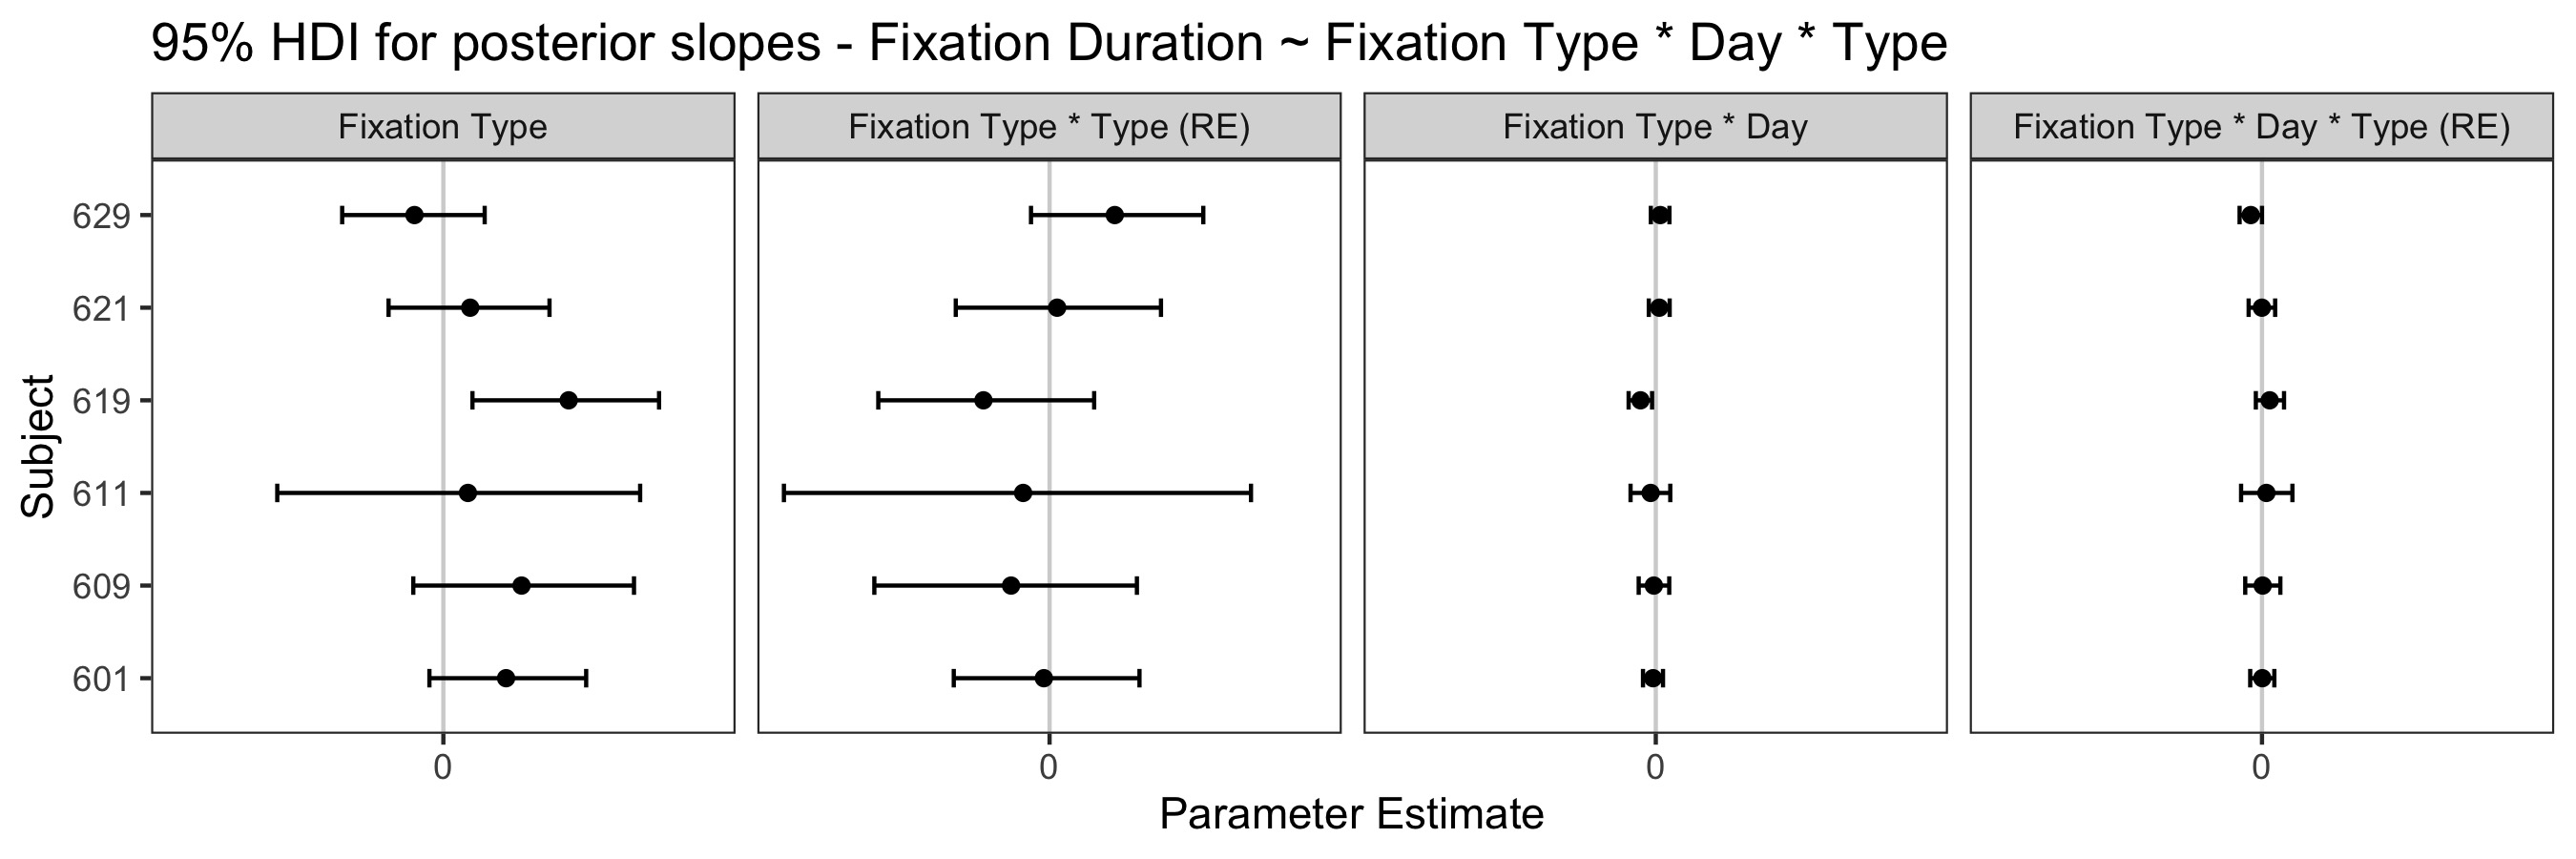 95% HDI for posterior slopes - Fixation Duration ~ Fixation Type * Day * Type
Fixation Type
Fixation Type * Type (RE)
Fixation Type * Day
Fixation Type * Day * Type (RE)
Subject
629
621
619
611
609
601
0
0
0
0
Parameter Estimate